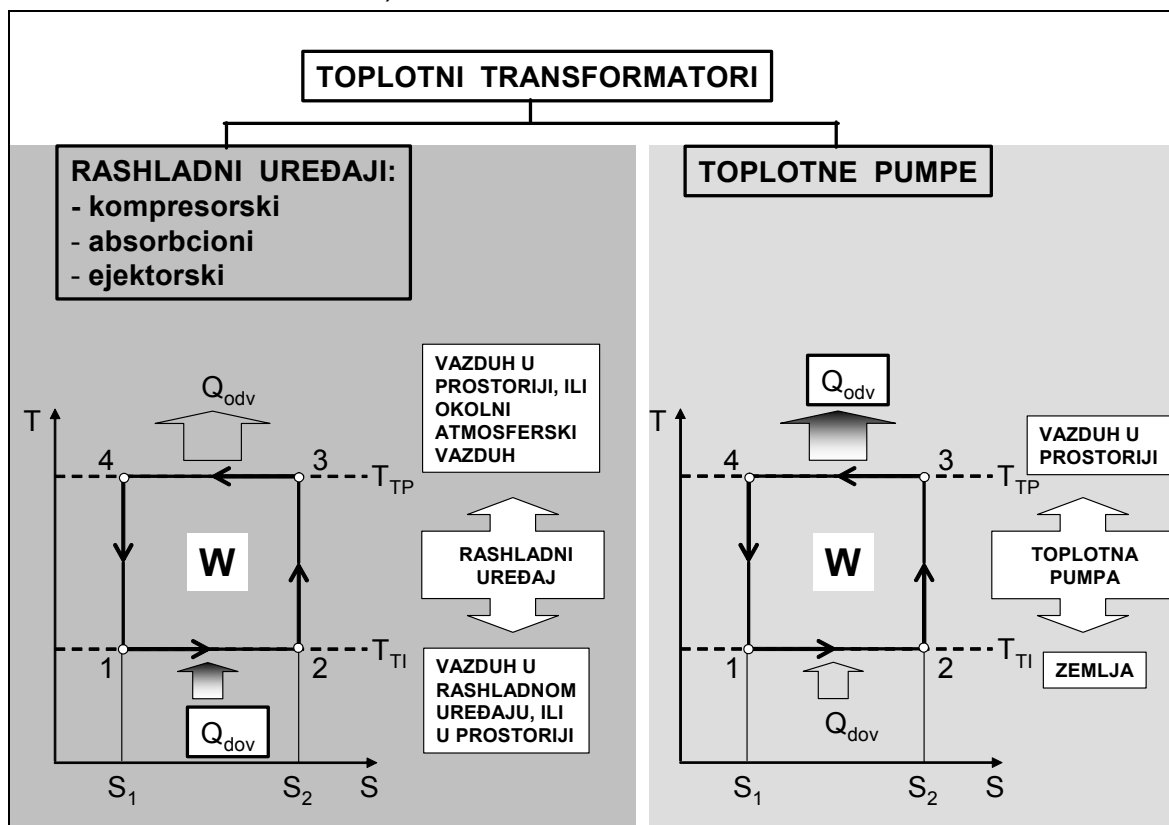 TOPLOTNI TRANSFORMATORI
RASHLADNI UREĐAJI:
- kompresorski
- absorbcioni
- ejektorski
T
Q_odv
4
3
T_TP
W
1
2
T_TI
Q_dov
S_1
S_2
S
VAZDUH U
PROSTORIJI, ILI
OKOLNI
ATMOSFERSKI
VAZDUH
RASHLADNI
UREĐAJ
VAZDUH U
RASHLADNOM
UREĐAJU, ILI
U PROSTORIJI
TOPLOTNE PUMPE
T
Q_odv
4
3
T_TP
W
1
2
T_TI
Q_dov
S_1
S_2
S
VAZDUH U
PROSTORIJI
TOPLOTNA
PUMPA
ZEMLJA